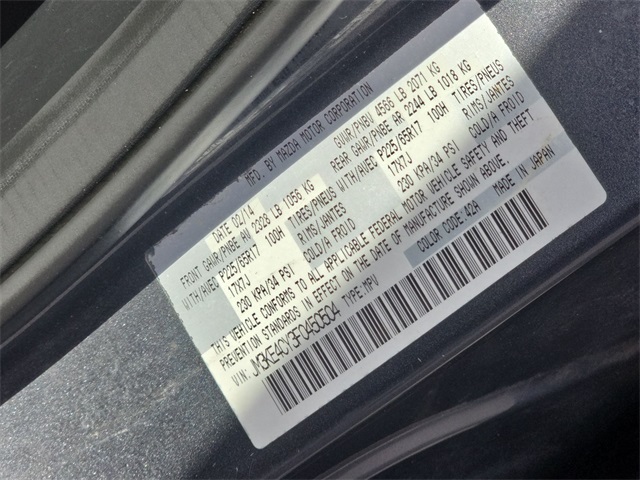 MFD. BY MAZDA MOTOR CORPORATION
DATE 02/14 GVWR/PNBV 4566 LB 2071 KG
FRONT GAWR/PNBE AV 2328 LB 1056 KG REAR GAWR/PNBE AR 2244 LB 1018 KG
WITH/AVEC P225/65R17 100H TIRES/PNEUS WITH/AVEC P225/65R17 100H TIRES/PNEUS
17X7J RIMS/JANTES 17X7J RIMS/JANTES
230 KPA/34 PSI COLD/A FROID 230 KPA/34 PSI COLD/A FROID
THIS VEHICLE CONFORMS TO ALL APPLICABLE FEDERAL MOTOR VEHICLE SAFETY AND THEFT
PREVENTION STANDARDS IN EFFECT ON THE DATE OF MANUFACTURE SHOWN ABOVE.
VIN: TYPE: MPV COLOR CODE: 42A MADE IN JAPAN